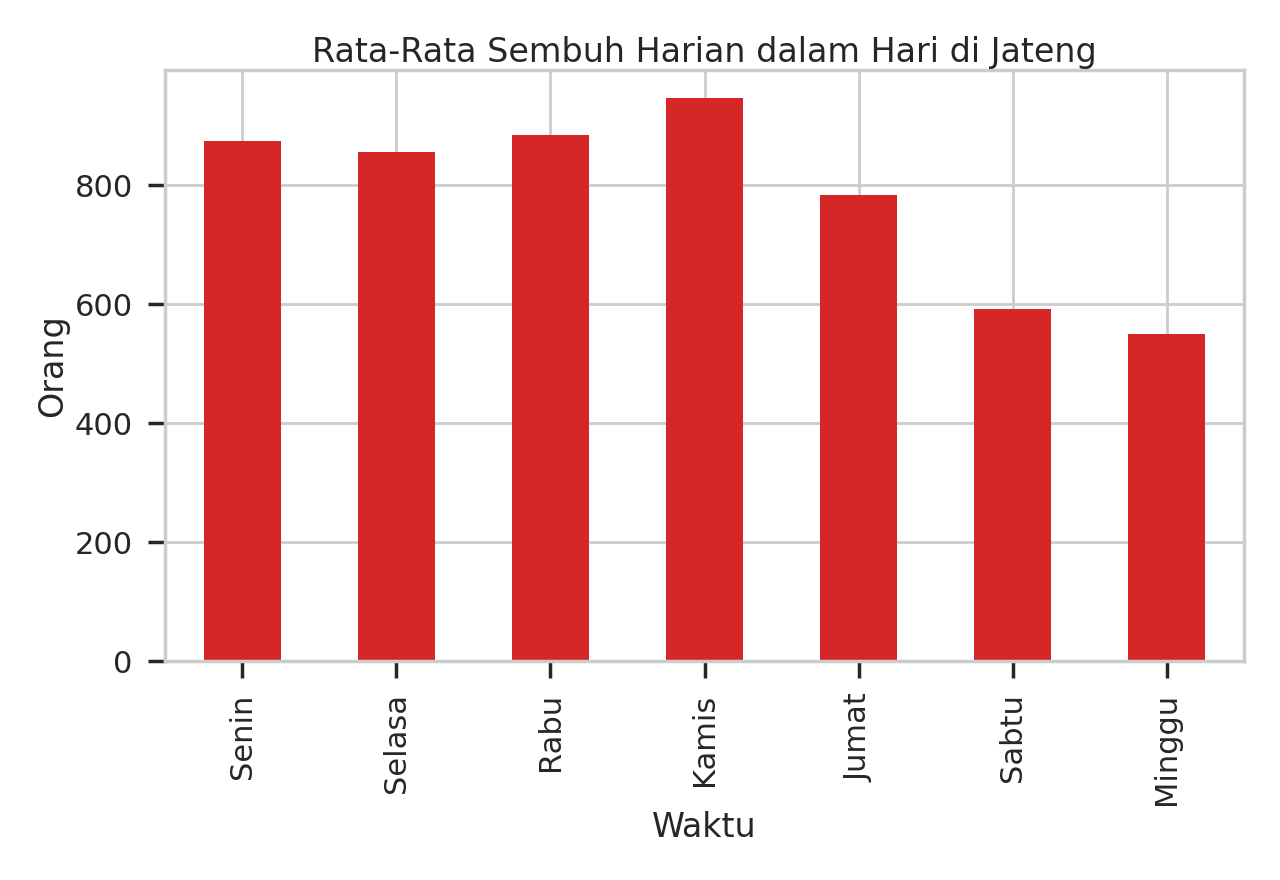 Rata-Rata Sembuh Harian dalam Hari di Jateng
Orang
800
600
400
200
0
Senin
Selasa
Rabu
Kamis
Jumat
Sabtu
Minggu
Waktu